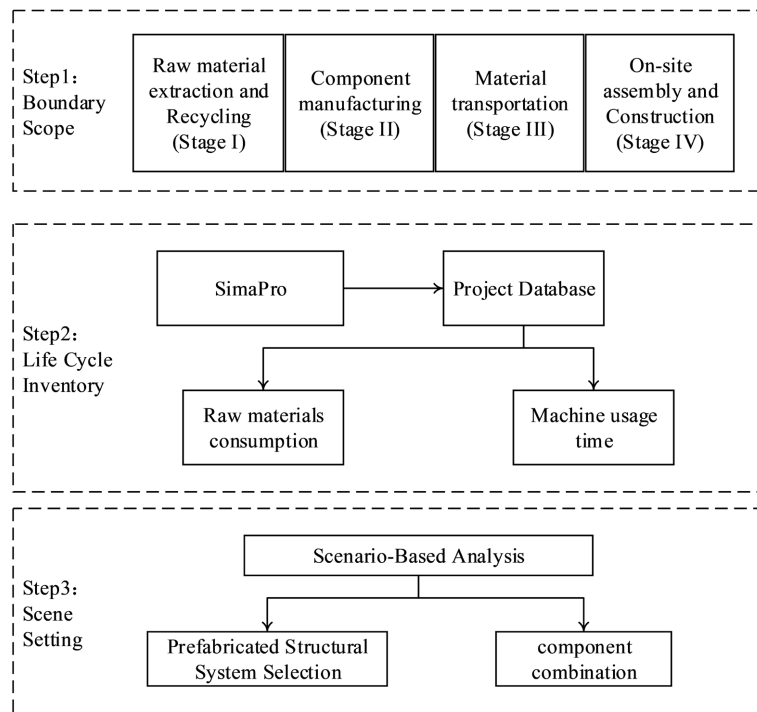 Step1:
Boundary
Scope
Raw material
extraction and
Recycling
(Stage I)
Component
manufacturing
(Stage II)
Material
transportation
(Stage III)
On-site
assembly and
Construction
(Stage IV)
Step2:
Life Cycle
Inventory
SimaPro
Project Database
Raw materials
consumption
Machine usage
time
Step3:
Scene
Setting
Scenario-Based Analysis
Prefabricated Structural
System Selection
component
combination